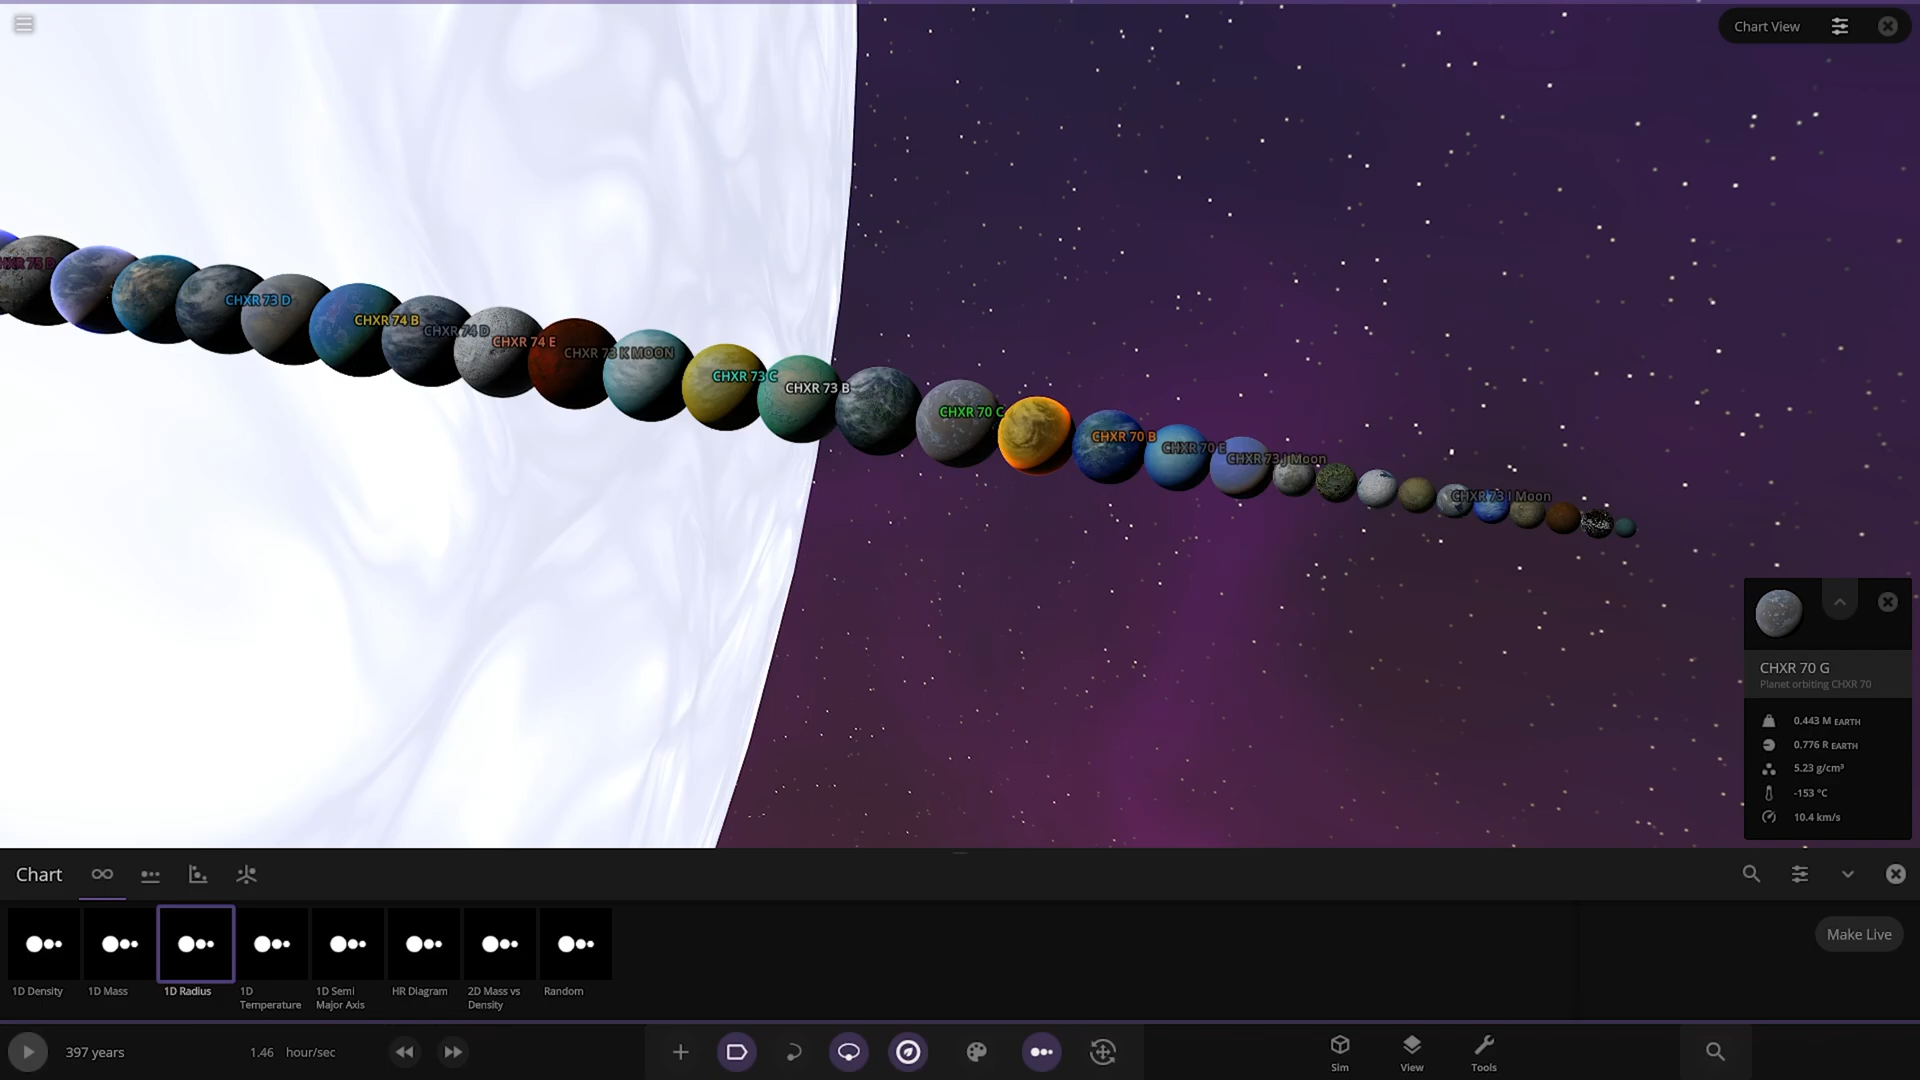 Chart View
HXR 75 D
CHXR 73 D
CHXR 74 B
CHXR 74 D
CHXR 74 E
CHXR 73 K MOON
CHXR 73 C
CHXR 73 B
CHXR 70 C
CHXR 70 B
CHXR 70 E
CHXR 73 J Moon
CHXR 73 I Moon
CHXR 70 G
Planet orbiting CHXR 70
0.443 M EARTH
0.776 R EARTH
5.23 g/cm³
-153 °C
10.4 km/s
Chart
1D Density
1D Mass
1D Radius
1D
Temperature
1D Semi
Major Axis
HR Diagram
2D Mass vs
Density
Random
Make Live
397 years
1.46 hour/sec
Sim
View
Tools